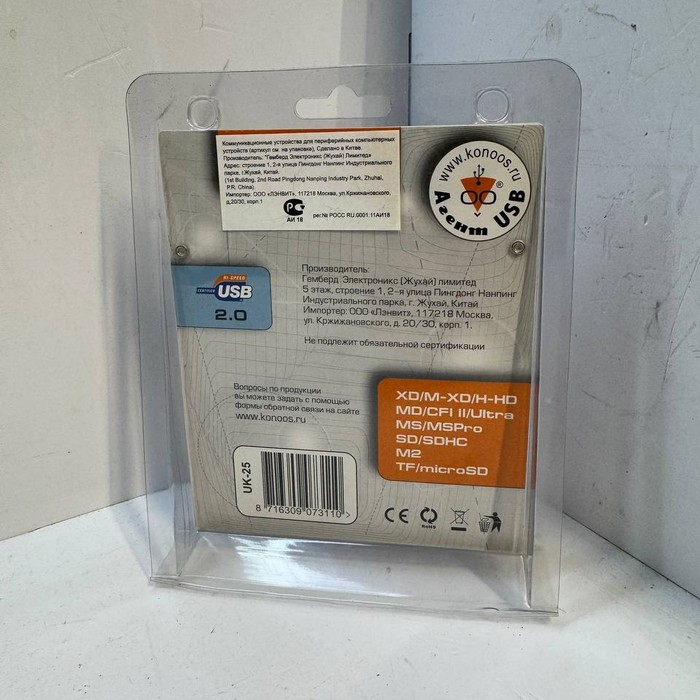 Коммуникационные устройства для периферийных компьютерных
устройств (артикул см. на упаковке), Сделано в Китае
Производитель: "Гемберд Электроникс (Жухай) Лимитед»
Адрес: строение 1, 2-я улица Пингдонг Нанпинг Индустриального
парка, г.Жухай, Китай.
(1st Building, 2nd Road Pingdong Nanping Industry Park, Zhuhai,
P.R. China)
Импортер: ООО «ЛЭНВИТ», 117218 Москва, ул.Кржижановского,
д.20/30, корп.1
АИ 18
рег.№ РОСС RU.0001.11АИ18
www.konoos.ru
®
Агент USB
HI-SPEED
CERTIFIED
USB
2.0
Производитель:
Гемберд Электроникс (Жухай) лимитед
5 этаж, строение 1, 2-я улица Пингдонг Нанпинг
Индустриального парка, г. Жухай, Китай
Импортер: ООО «Лэнвит», 117218 Москва,
ул. Кржижановского, д. 20/30, корп. 1.
Не подлежит обязательной сертификации
Вопросы по продукции
вы можете задать с помощью
формы обратной связи на сайте
www.konoos.ru
XD/M-XD/H-HD
MD/CFI II/Ultra
MS/MSPro
SD/SDHC
M2
TF/microSD
UK-25
8 716309 073110 >
CE
RoHS